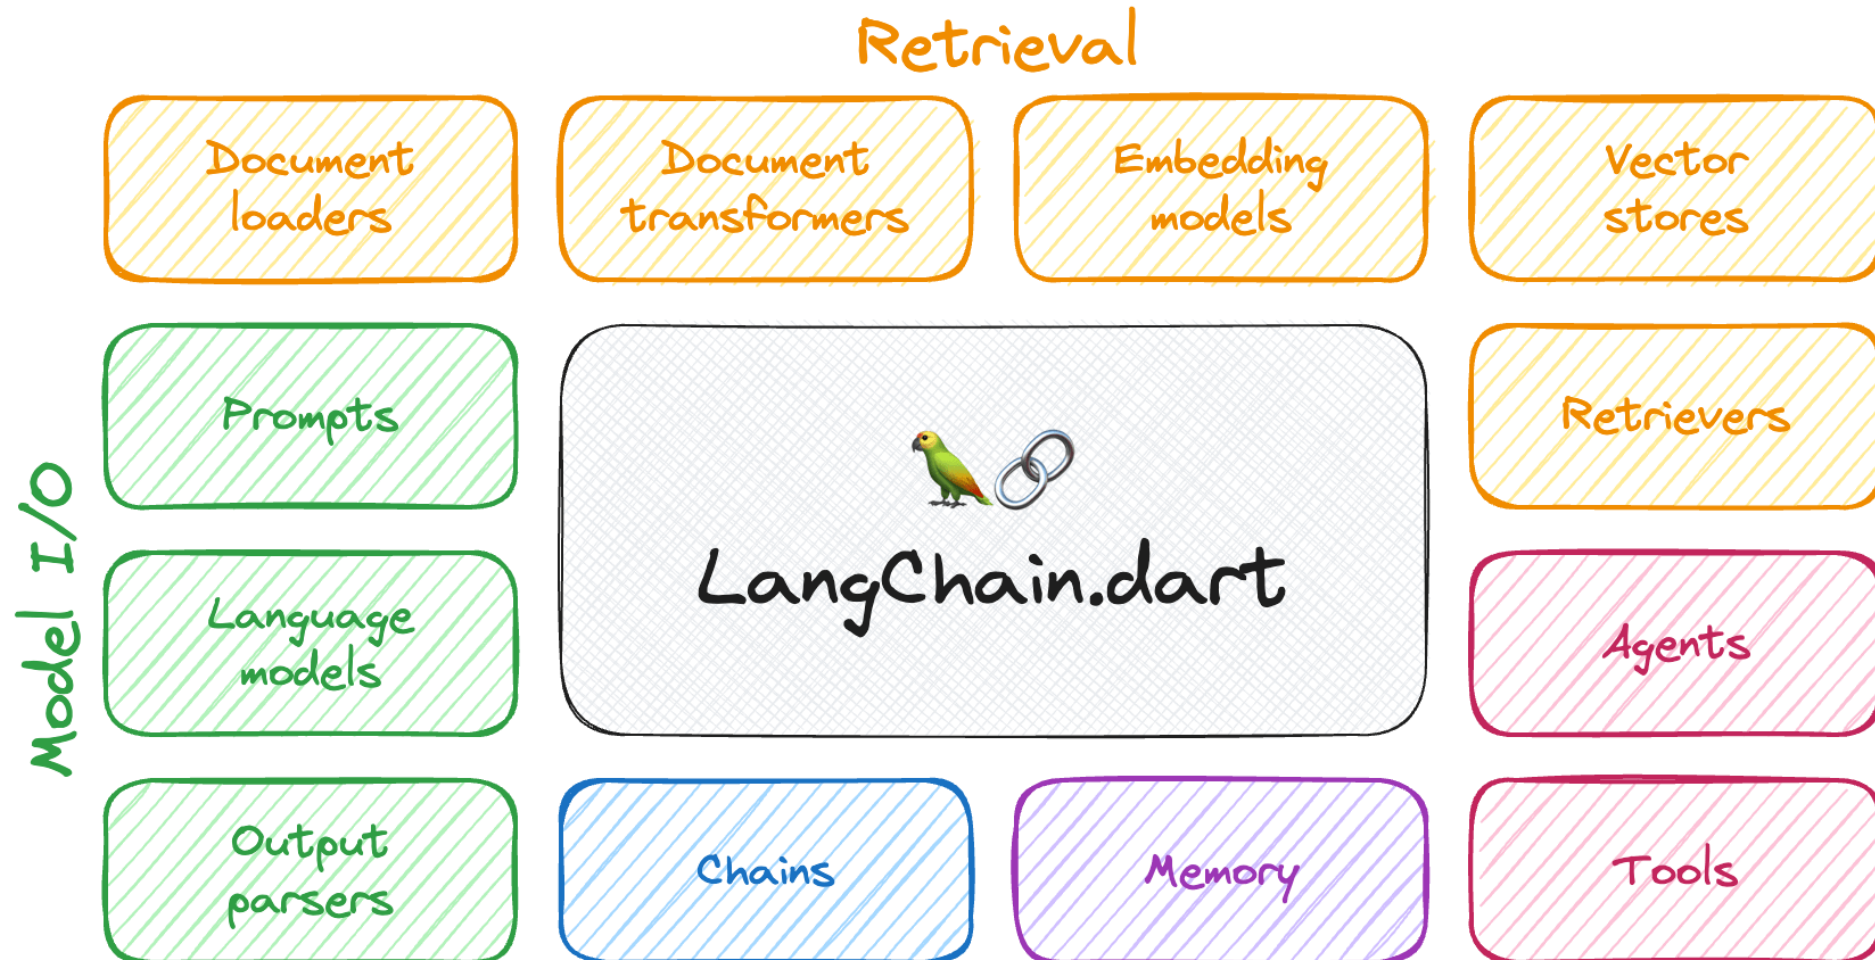 Retrieval
Document
loaders
Document
transformers
Embedding
models
Vector
stores
Model I/O
Prompts
LangChain.dart
Retrievers
Language
models
Agents
Output
parsers
Chains
Memory
Tools